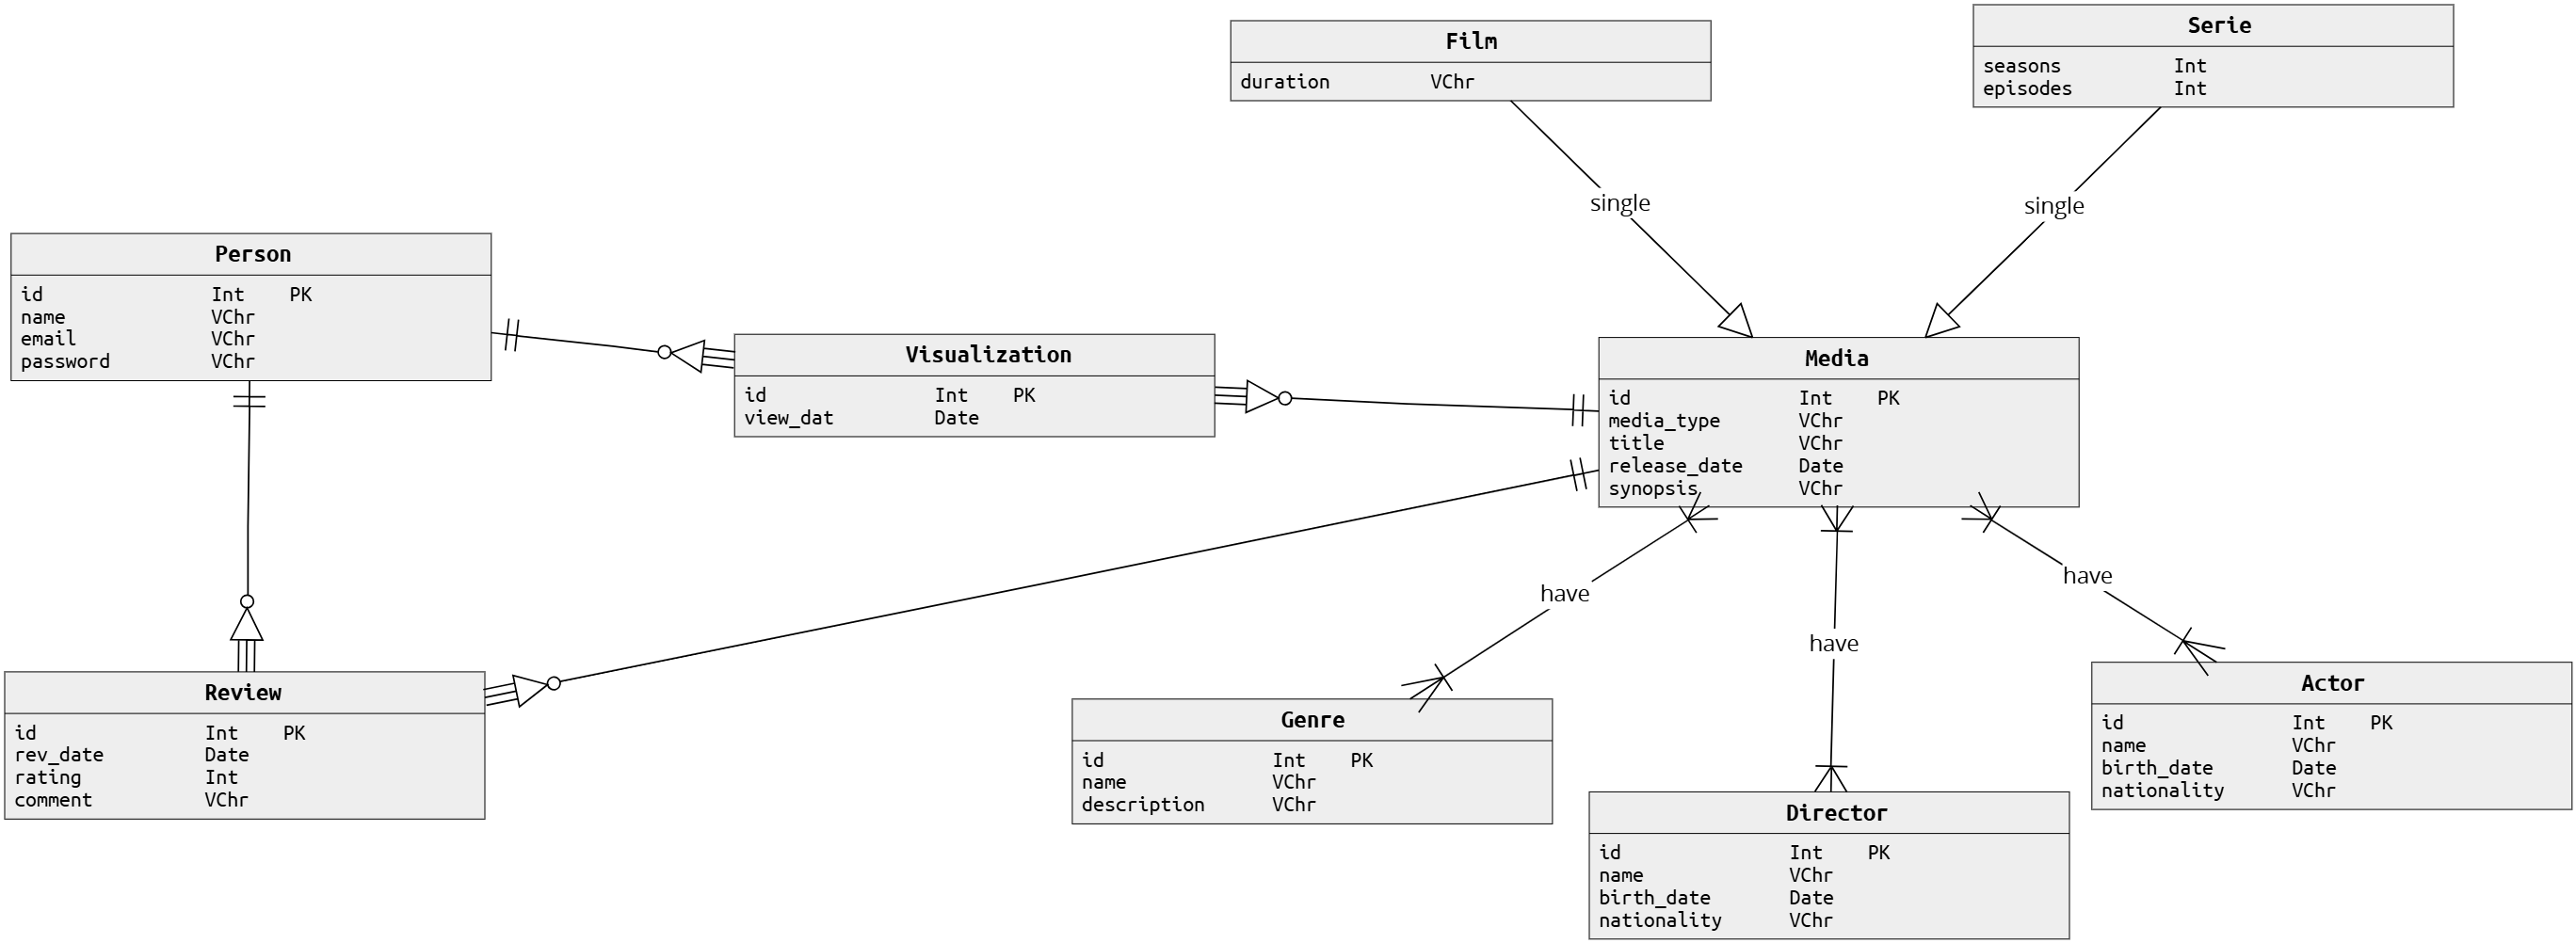 Film
duration VChr
Serie
seasons Int
episodes Int
single
single
Person
id Int PK
name VChr
email VChr
password VChr
Visualization
id Int PK
view_dat Date
Media
id Int PK
media_type VChr
title VChr
release_date Date
synopsis VChr
have
have
have
Review
id Int PK
rev_date Date
rating Int
comment VChr
Genre
id Int PK
name VChr
description VChr
Director
id Int PK
name VChr
birth_date Date
nationality VChr
Actor
id Int PK
name VChr
birth_date Date
nationality VChr